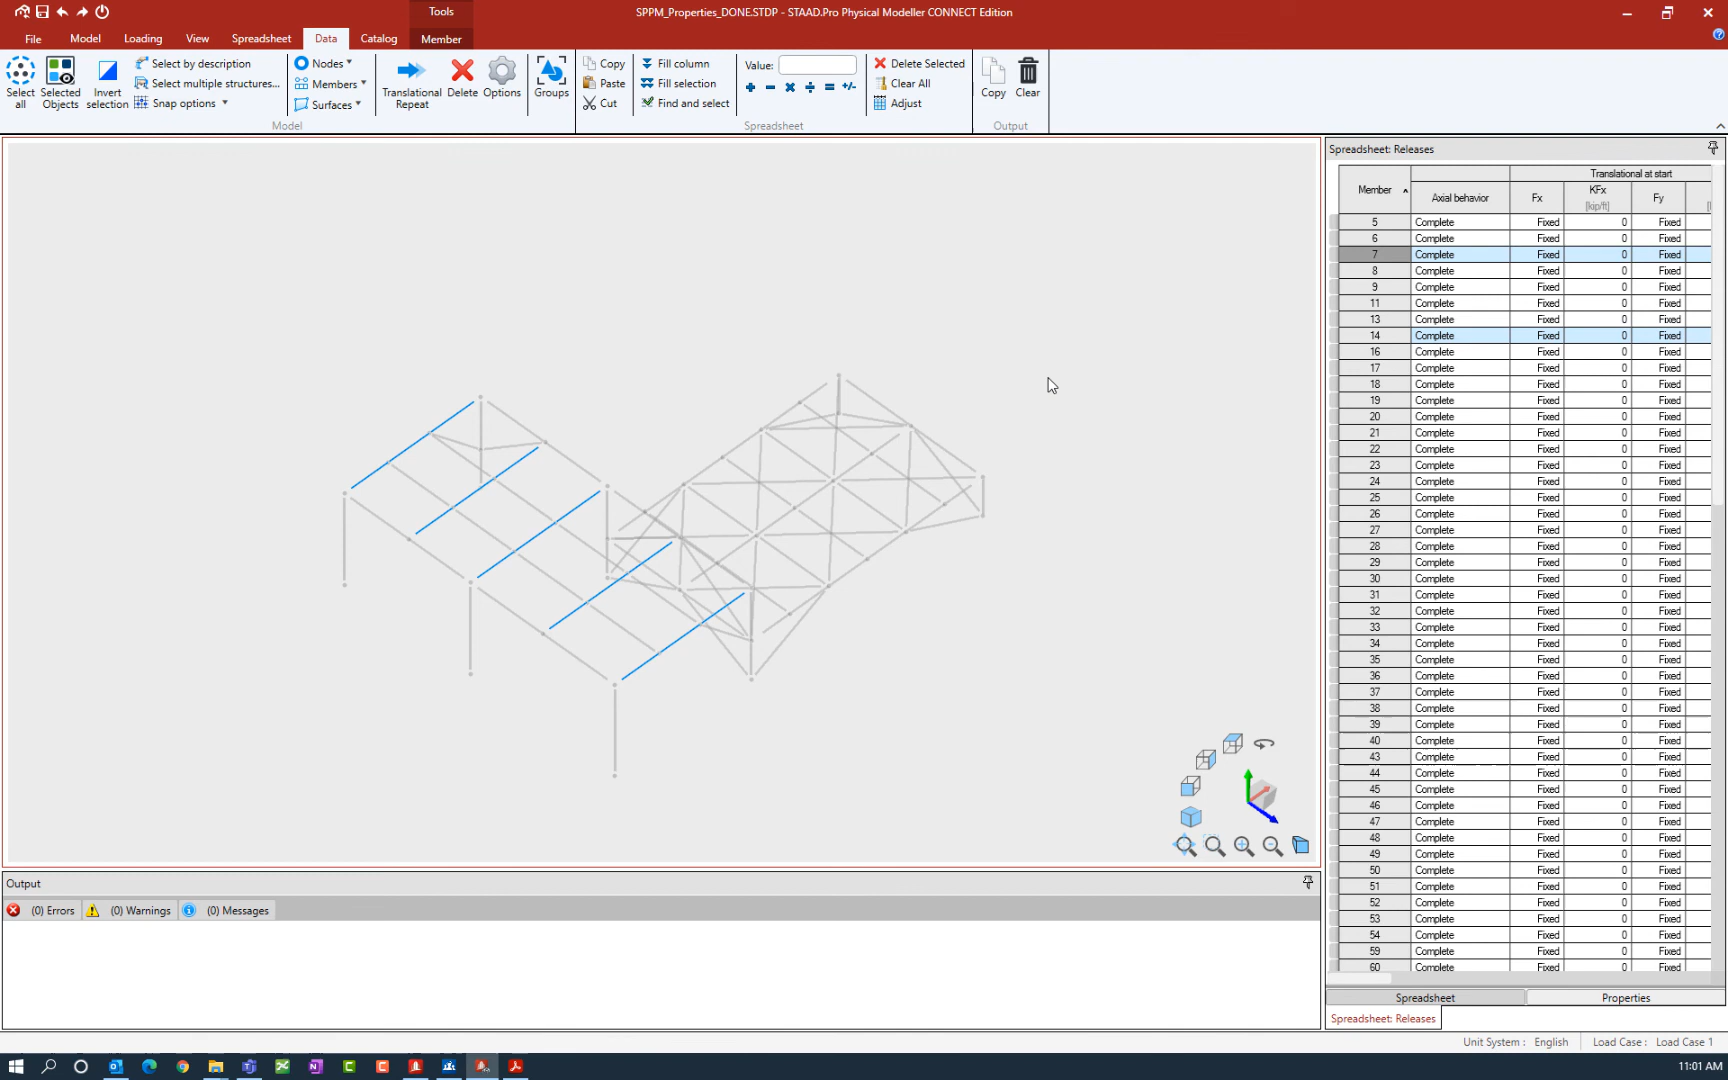 Tools
SPPM_Properties_DONE.STDP - STAAD.Pro Physical Modeller CONNECT Edition
File Model Loading View Spreadsheet Data Catalog Member
Select all
Selected Objects
Invert selection
Select by description
Select multiple structures...
Snap options
Nodes
Members
Surfaces
Translational Repeat
Delete
Options
Groups
Copy
Paste
Cut
Fill column
Fill selection
Find and select
Value:
Delete Selected
Clear All
Adjust
Copy
Clear
Model
Spreadsheet
Output
Spreadsheet: Releases
Translational at start
Member Axial behavior Fx KFx Fy
[kip/ft]
5 Complete Fixed 0 Fixed
6 Complete Fixed 0 Fixed
7 Complete Fixed 0 Fixed
8 Complete Fixed 0 Fixed
9 Complete Fixed 0 Fixed
11 Complete Fixed 0 Fixed
13 Complete Fixed 0 Fixed
14 Complete Fixed 0 Fixed
16 Complete Fixed 0 Fixed
17 Complete Fixed 0 Fixed
18 Complete Fixed 0 Fixed
19 Complete Fixed 0 Fixed
20 Complete Fixed 0 Fixed
21 Complete Fixed 0 Fixed
22 Complete Fixed 0 Fixed
23 Complete Fixed 0 Fixed
24 Complete Fixed 0 Fixed
25 Complete Fixed 0 Fixed
26 Complete Fixed 0 Fixed
27 Complete Fixed 0 Fixed
28 Complete Fixed 0 Fixed
29 Complete Fixed 0 Fixed
30 Complete Fixed 0 Fixed
31 Complete Fixed 0 Fixed
32 Complete Fixed 0 Fixed
33 Complete Fixed 0 Fixed
34 Complete Fixed 0 Fixed
35 Complete Fixed 0 Fixed
36 Complete Fixed 0 Fixed
37 Complete Fixed 0 Fixed
38 Complete Fixed 0 Fixed
39 Complete Fixed 0 Fixed
40 Complete Fixed 0 Fixed
43 Complete Fixed 0 Fixed
44 Complete Fixed 0 Fixed
45 Complete Fixed 0 Fixed
46 Complete Fixed 0 Fixed
47 Complete Fixed 0 Fixed
48 Complete Fixed 0 Fixed
49 Complete Fixed 0 Fixed
50 Complete Fixed 0 Fixed
51 Complete Fixed 0 Fixed
52 Complete Fixed 0 Fixed
53 Complete Fixed 0 Fixed
54 Complete Fixed 0 Fixed
59 Complete Fixed 0 Fixed
60 Complete Fixed 0 Fixed
Spreadsheet Properties
Spreadsheet: Releases
Output
(0) Errors (0) Warnings (0) Messages
Unit System : English Load Case : Load Case 1
11:01 AM